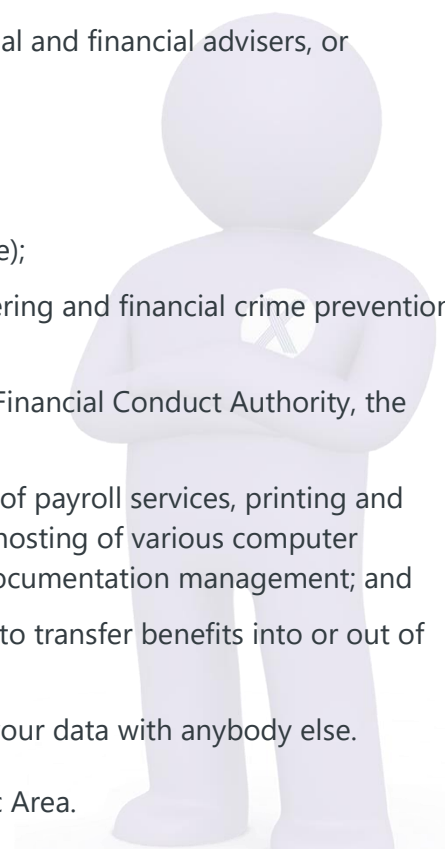 al and financial advisers, or
e);
ering and financial crime prevention
Financial Conduct Authority, the
of payroll services, printing and
hosting of various computer
ocumentation management; and
to transfer benefits into or out of
our data with anybody else.
c Area.